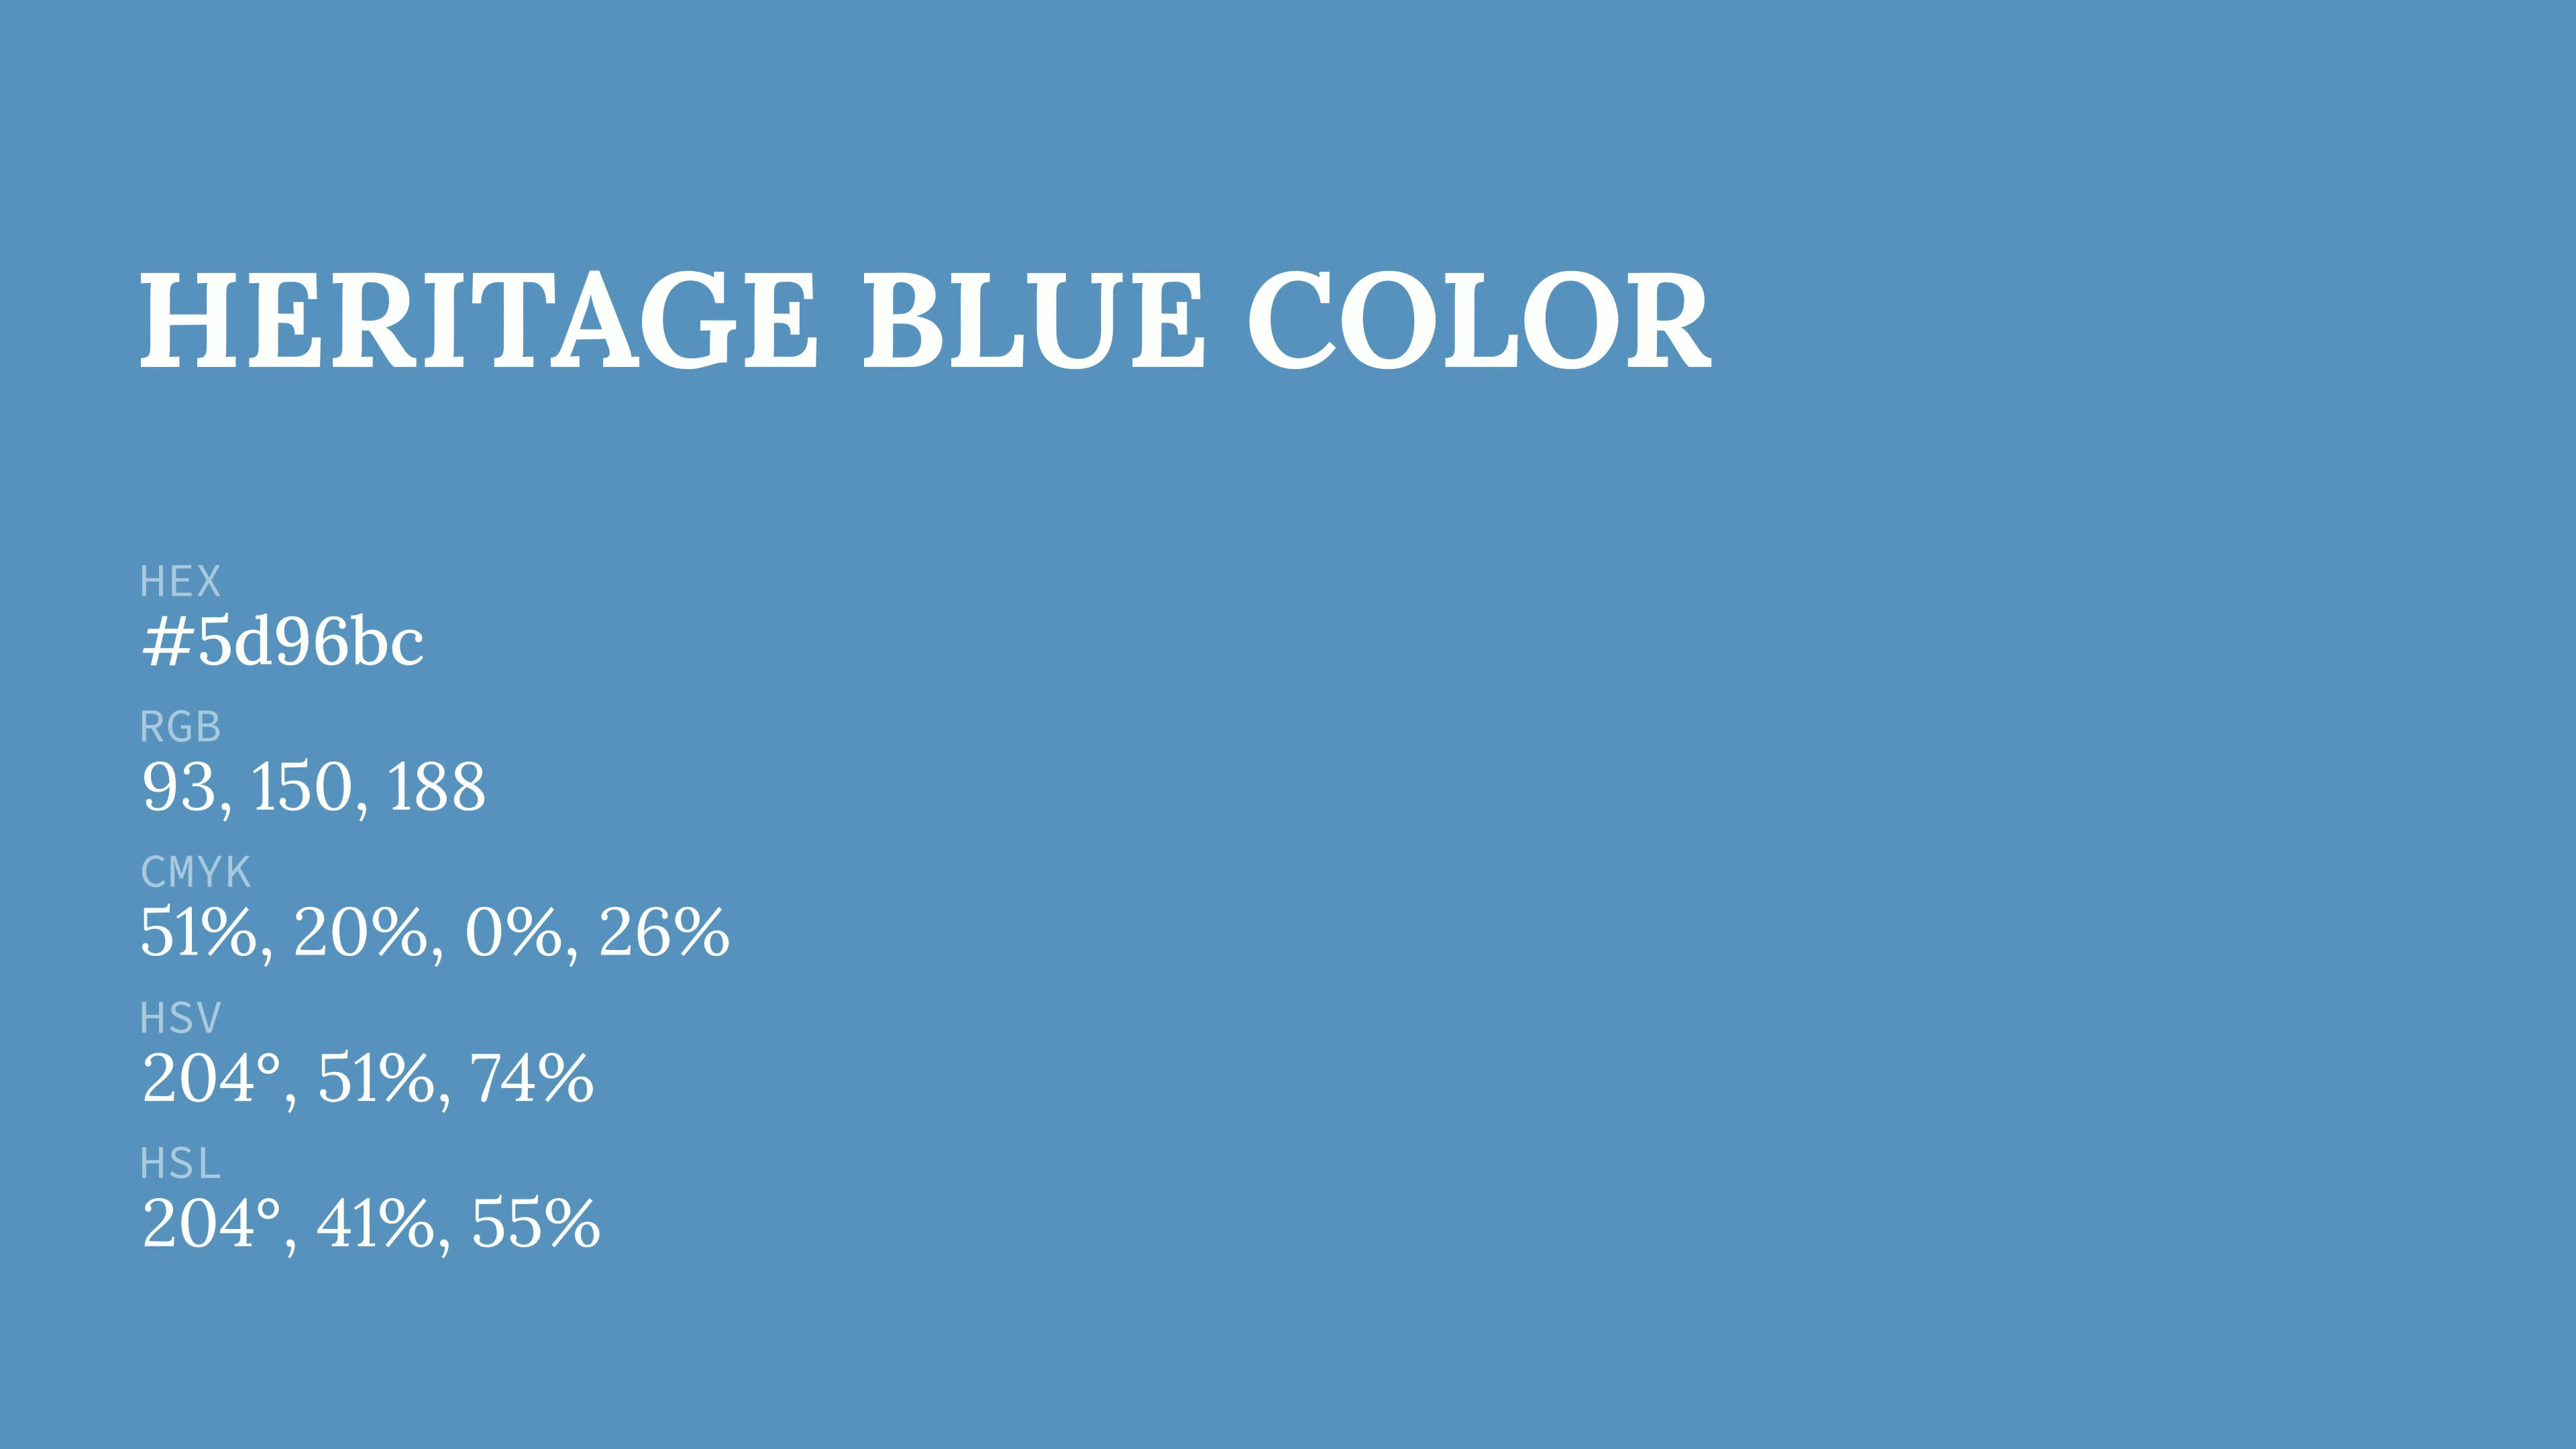 HERITAGE BLUE COLOR
HEX
#5d96bc
RGB
93, 150, 188
CMYK
51%, 20%, 0%, 26%
HSV
204°, 51%, 74%
HSL
204°, 41%, 55%